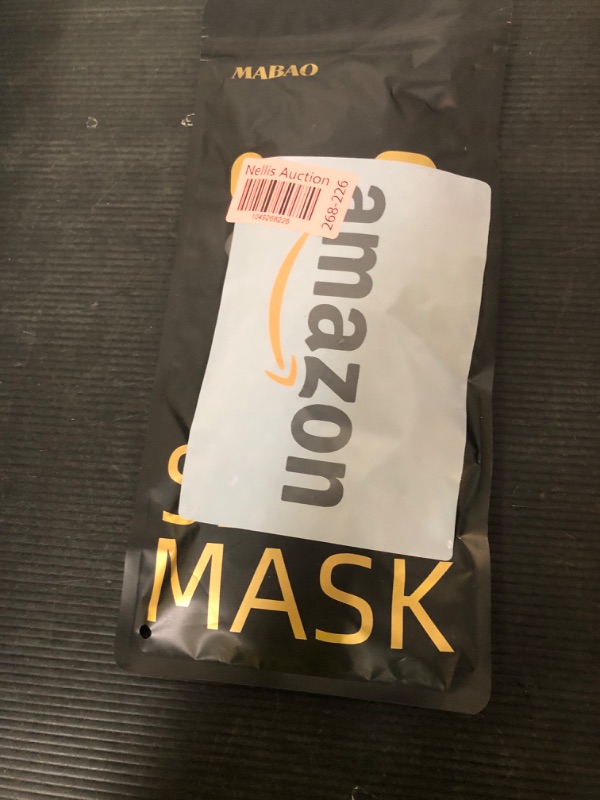 MABAO
Nellis Auction
268-226
amazon
S
MASK